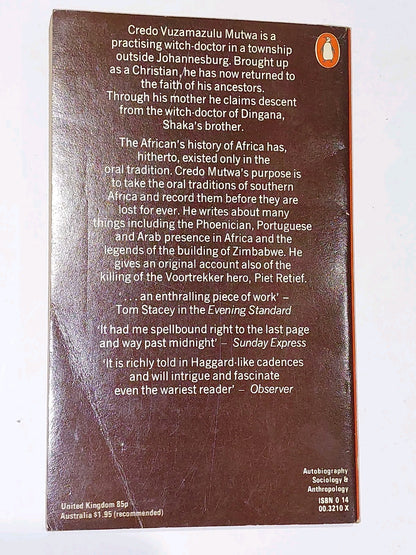 Credo Vuzamazulu Mutwa is a
practising witch-doctor in a township
outside Johannesburg. Brought up
as a Christian, he has now returned to
the faith of his ancestors.
Through his mother he claims descent
from the witch-doctor of Dingana,
Shaka's brother.
The African's history of Africa has,
hitherto, existed only in the
oral tradition. Credo Mutwa's purpose is
to take the oral traditions of southern
Africa and record them before they are
lost for ever. He writes about many
things including the Phoenician, Portuguese
and Arab presence in Africa and the
legends of the building of Zimbabwe. He
gives an original account also of the
killing of the Voortrekker hero, Piet Retief.
'. . . an enthralling piece of work' –
Tom Stacey in the Evening Standard
'It had me spellbound right to the last page
and way past midnight' – Sunday Express
'It is richly told in Haggard-like cadences
and will intrigue and fascinate
even the wariest reader' – Observer
Autobiography
Sociology &
Anthropology
United Kingdom 85p
Australia $1.95 (recommended)
ISBN 0 14
00.3210 X